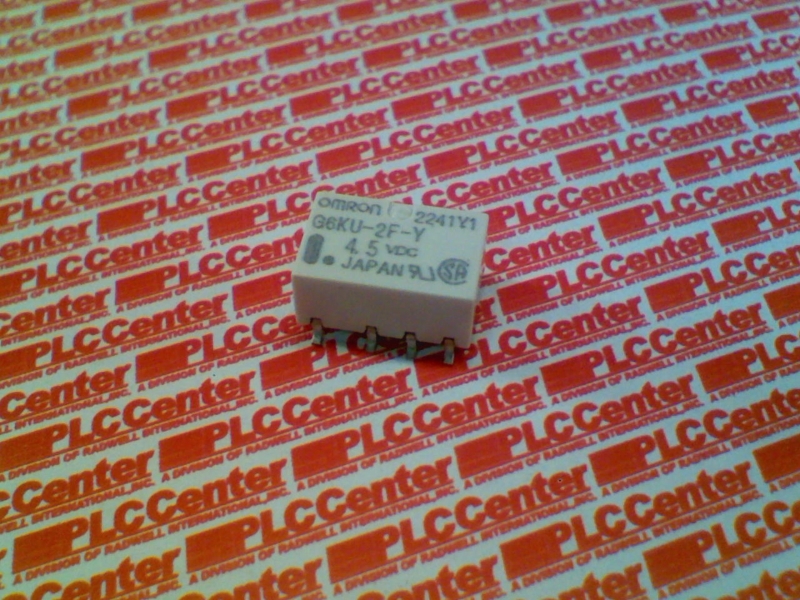 OMRON 2241Y1
G6KU-2F-Y
4.5 VDC
JAPAN
PLCCenter
A DIVISION OF RADWELL INTERNATIONAL, INC.